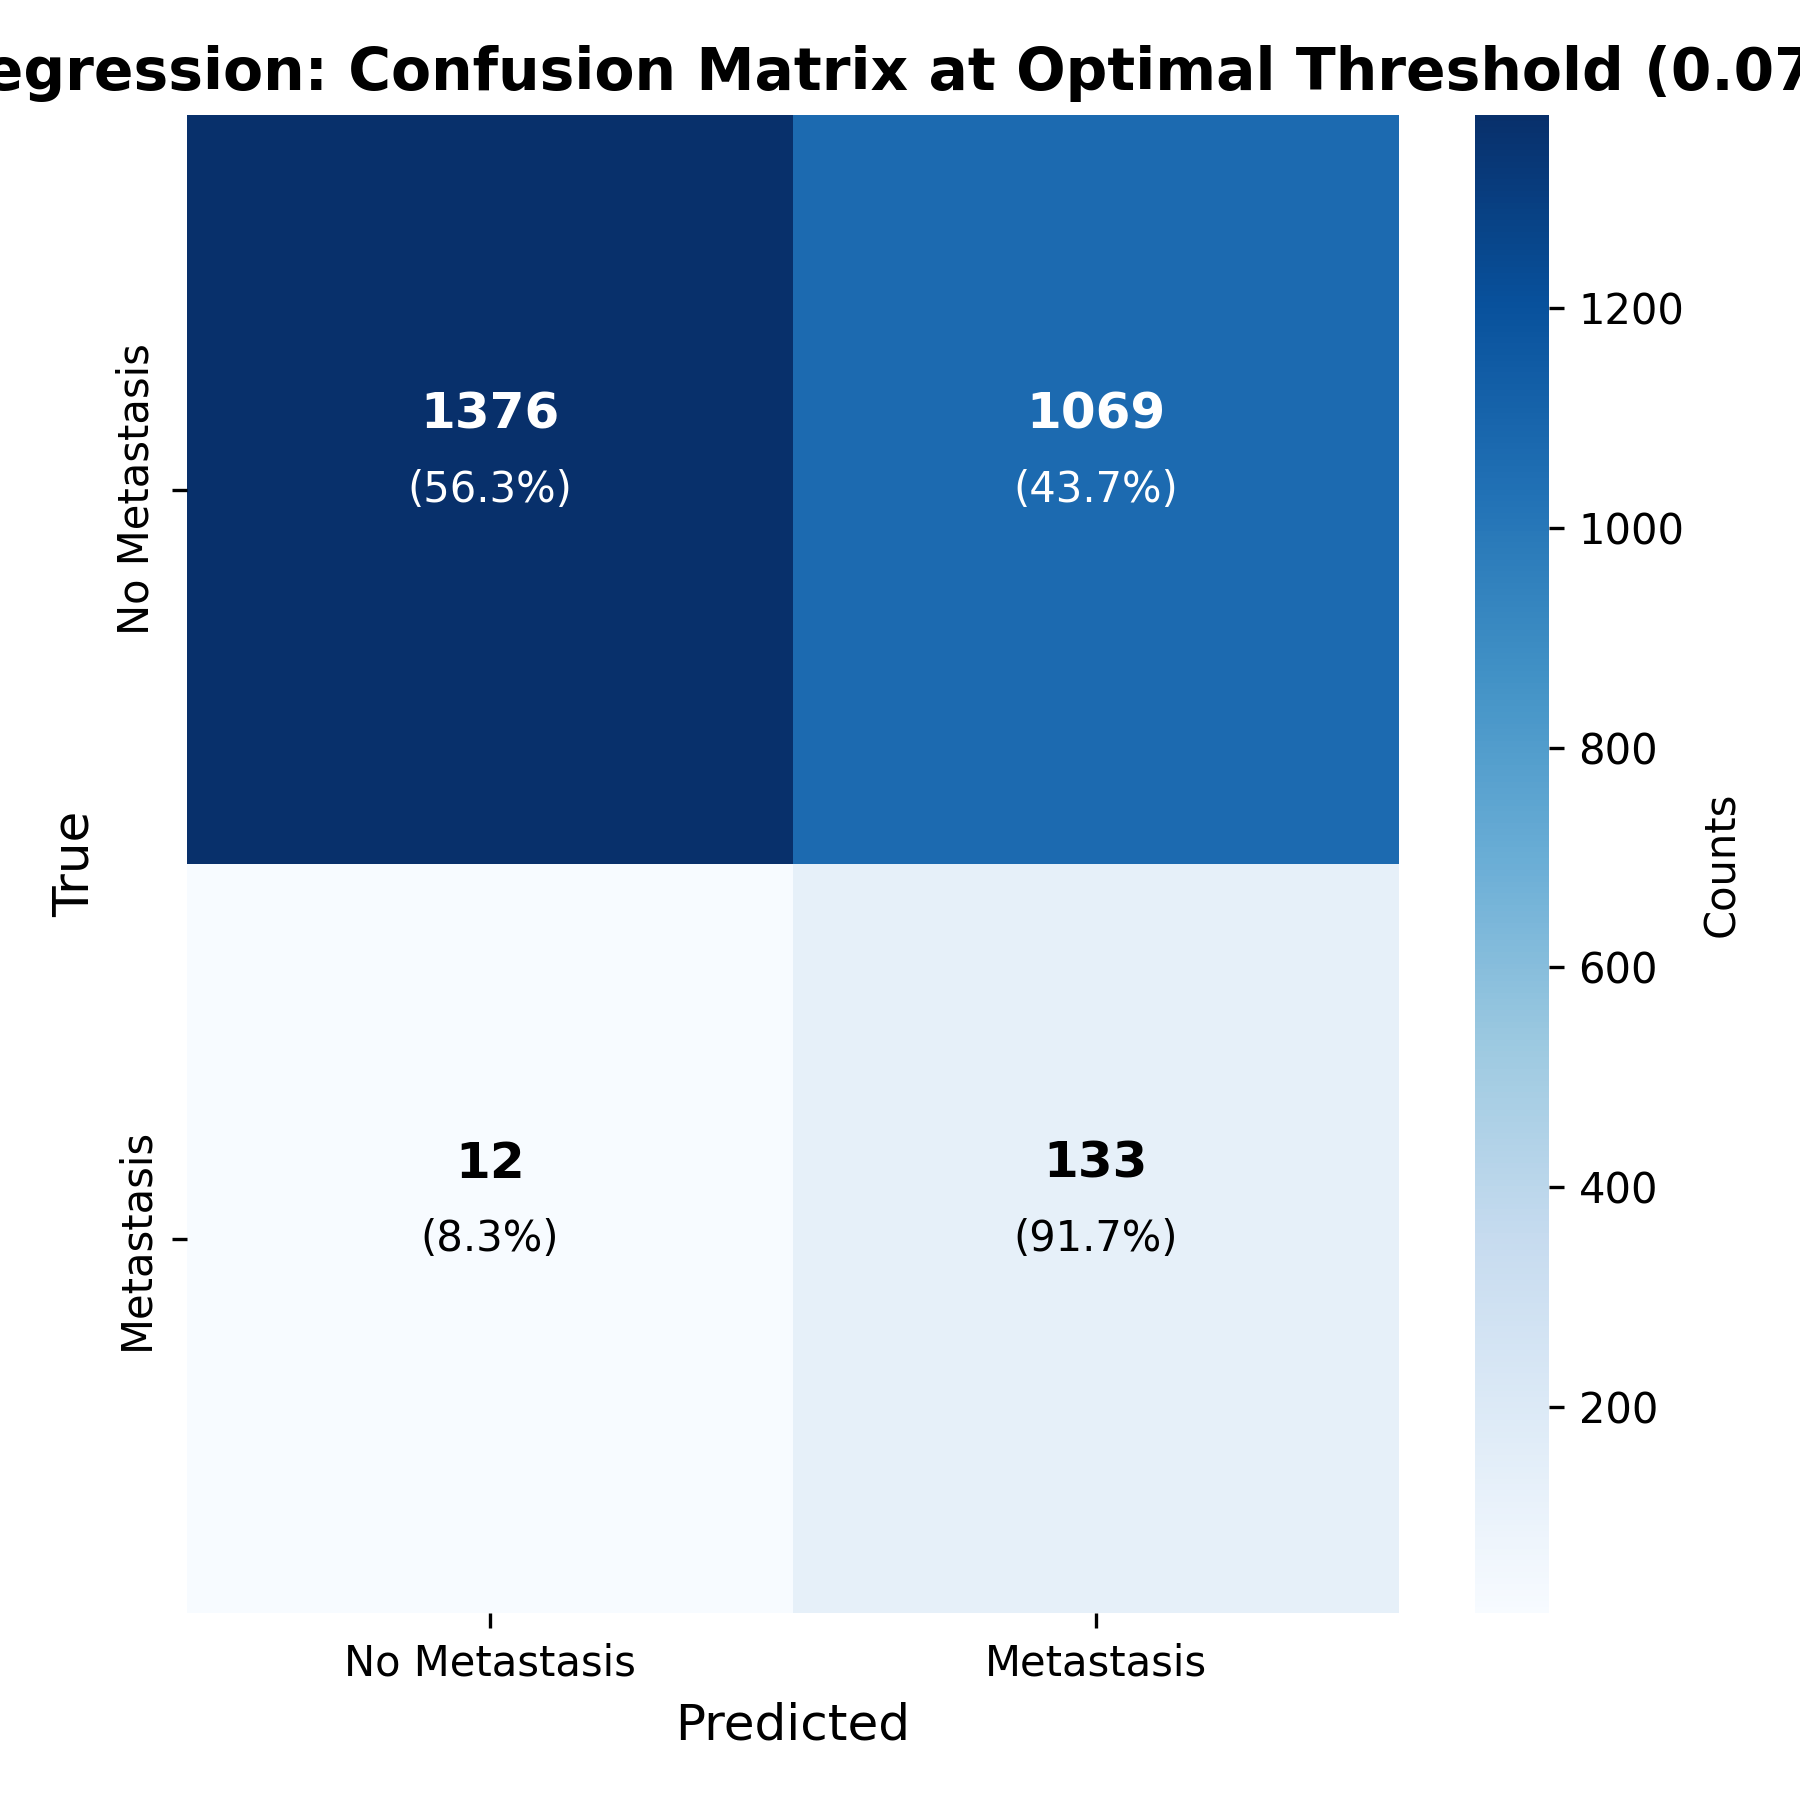 egression: Confusion Matrix at Optimal Threshold (0.07
1376
(56.3%)
1069
(43.7%)
12
(8.3%)
133
(91.7%)
No Metastasis
Metastasis
True
No Metastasis
Metastasis
Predicted
1200
1000
800
600
400
200
Counts